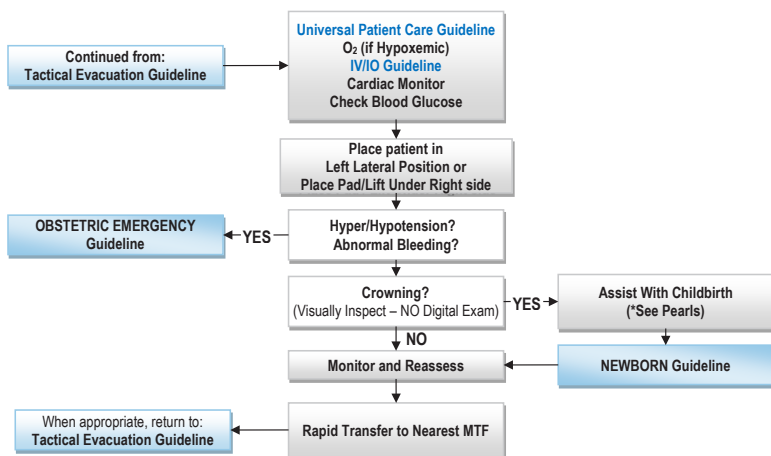 Universal Patient Care Guideline
O₂ (if Hypoxemic)
IV/IO Guideline
Cardiac Monitor
Check Blood Glucose
Continued from:
Tactical Evacuation Guideline
Place patient in
Left Lateral Position or
Place Pad/Lift Under Right side
OBSTETRIC EMERGENCY
Guideline
YES
Hyper/Hypotension?
Abnormal Bleeding?
Crowning?
(Visually Inspect – NO Digital Exam)
YES
Assist With Childbirth
(*See Pearls)
NO
Monitor and Reassess
NEWBORN Guideline
When appropriate, return to:
Tactical Evacuation Guideline
Rapid Transfer to Nearest MTF